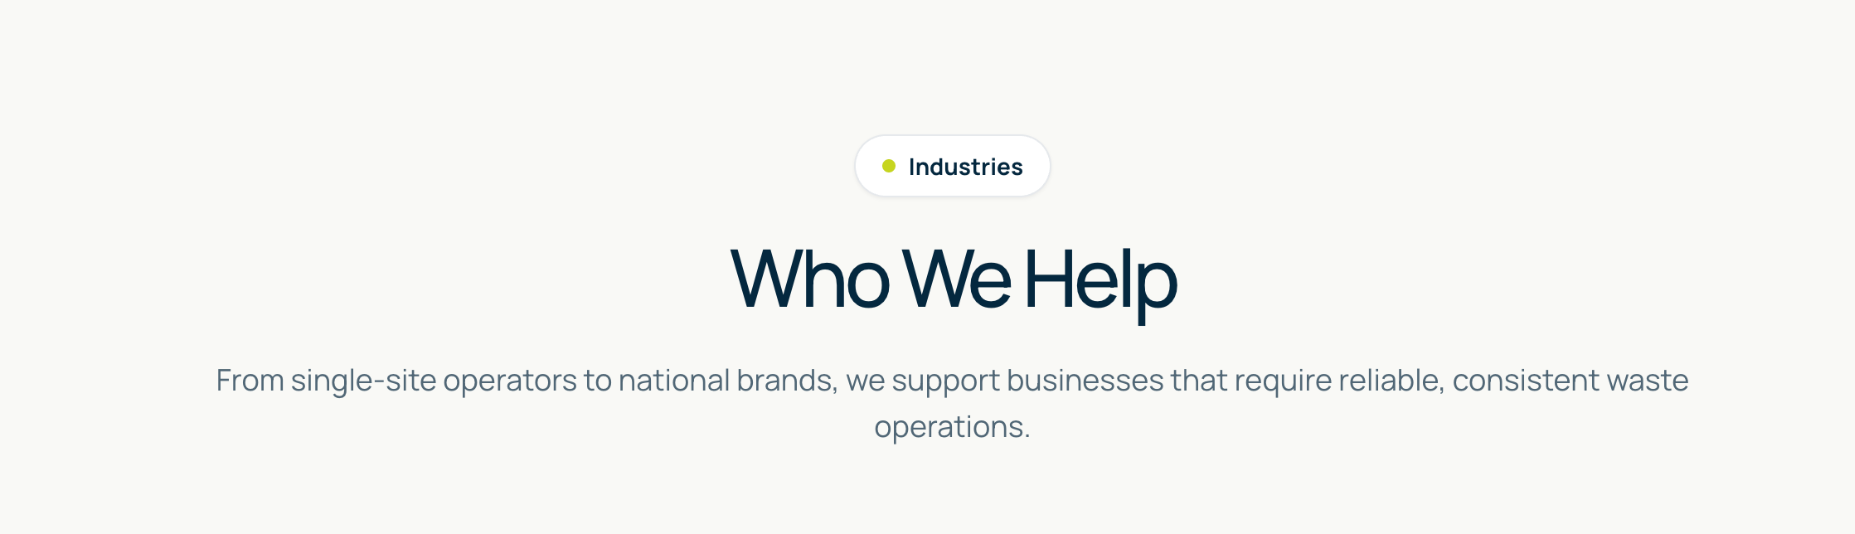 Industries
Who We Help
From single-site operators to national brands, we support businesses that require reliable, consistent waste
operations.